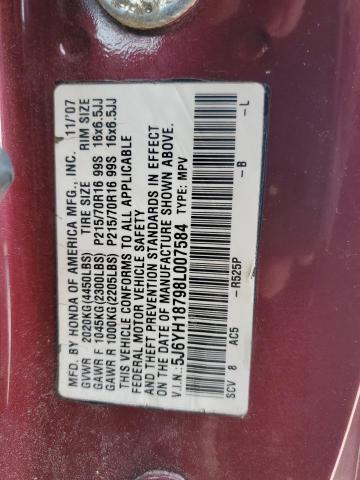 MFD. BY HONDA OF AMERICA MFG., INC. 11/'07
GVWR 2020KG(4450LBS) TIRE SIZE RIM SIZE
GAWR F 1045KG(2300LBS) P215/70R16 99S 16x6.5JJ
GAWR R 1000KG(2205LBS) P215/70R16 99S 16x6.5JJ
THIS VEHICLE CONFORMS TO ALL APPLICABLE
FEDERAL MOTOR VEHICLE SAFETY
AND THEFT PREVENTION STANDARDS IN EFFECT
ON THE DATE OF MANUFACTURE SHOWN ABOVE.
V.I.N.: 5J6YH18798L007584 TYPE: MPV
SCV 8 AC5 -R525P -B -L